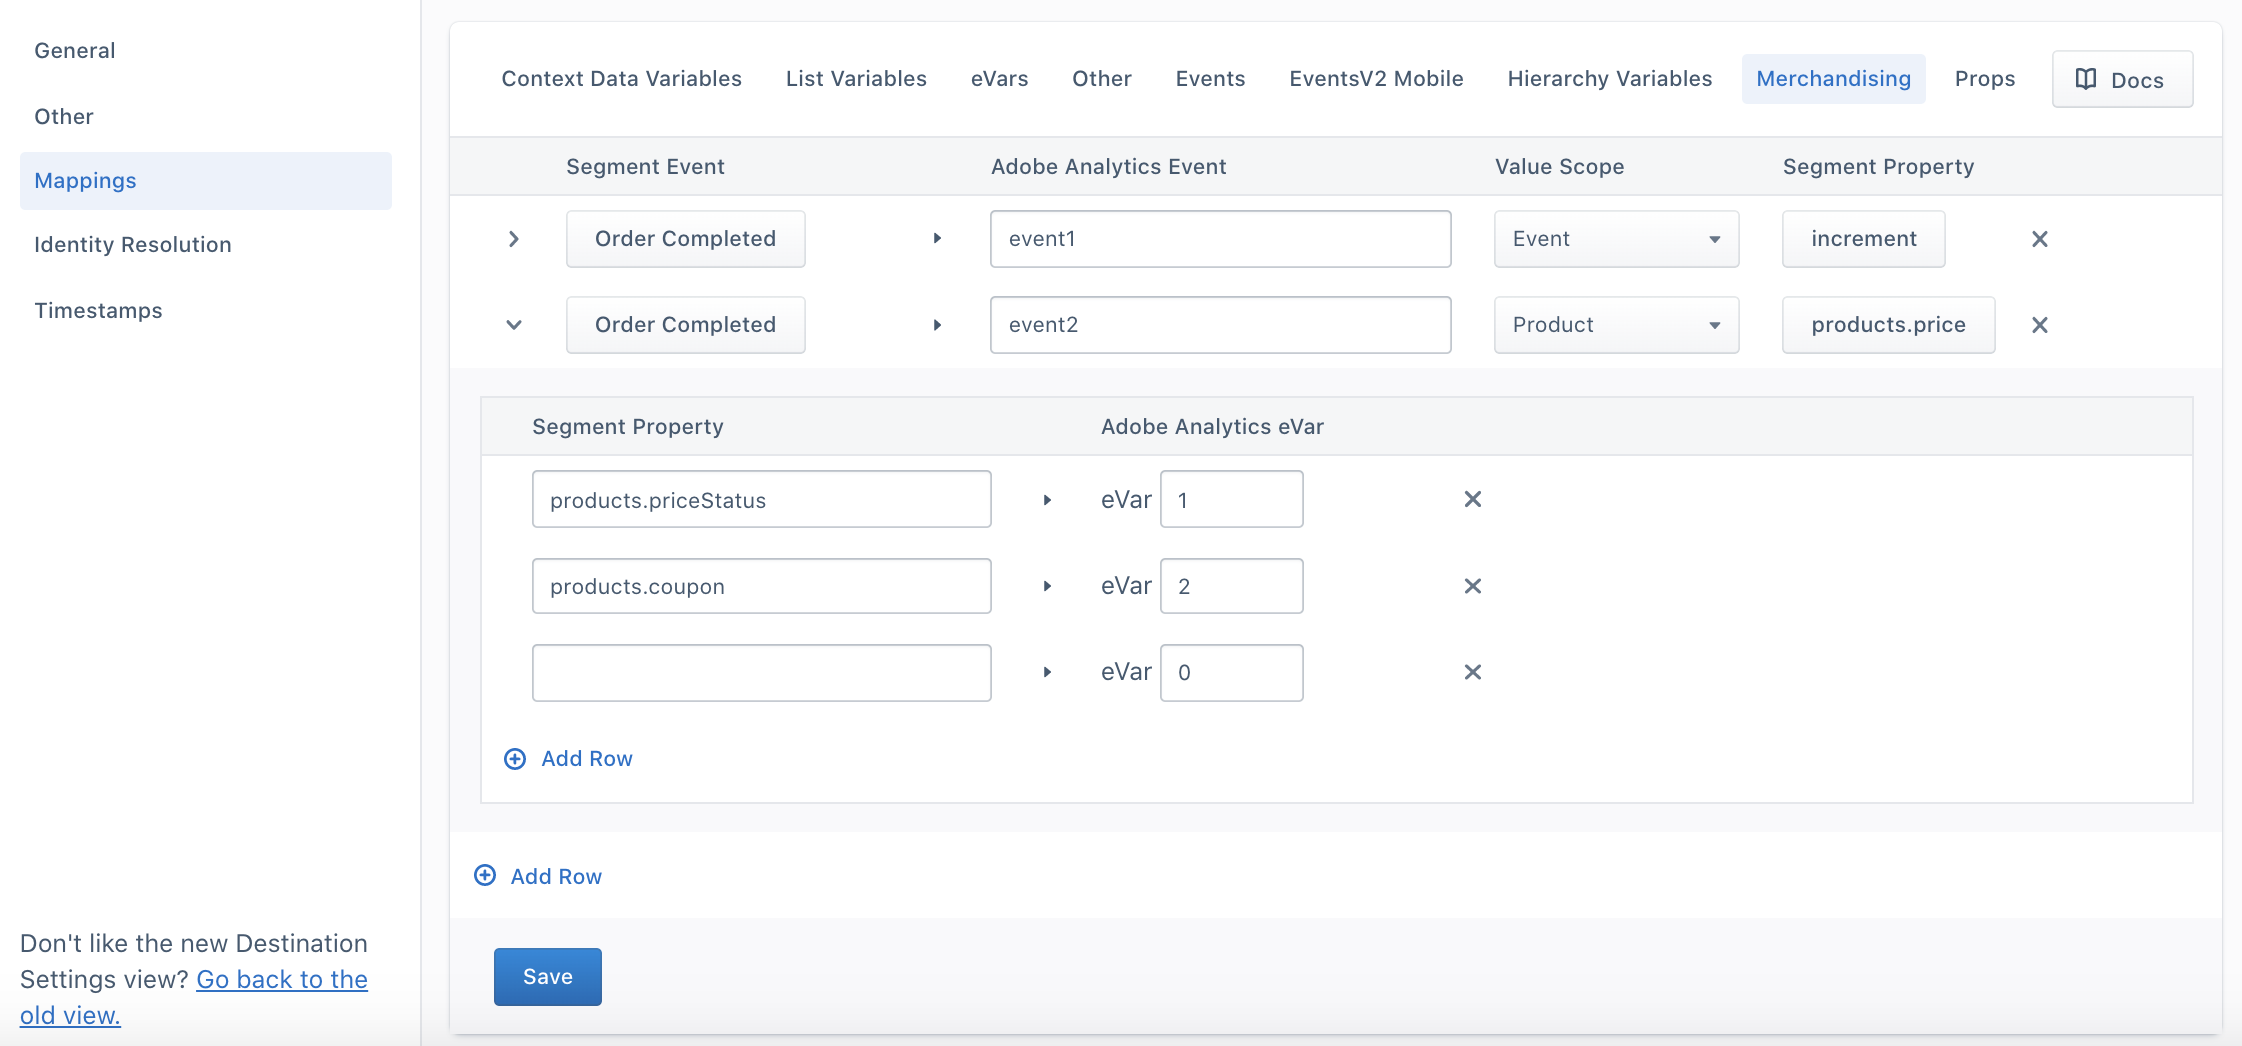 General
Other
Mappings
Identity Resolution
Timestamps
Don't like the new Destination
Settings view? Go back to the
old view.
Context Data Variables List Variables eVars Other Events EventsV2 Mobile Hierarchy Variables Merchandising Props Docs
Segment Event Adobe Analytics Event Value Scope Segment Property
Order Completed event1 Event increment
Order Completed event2 Product products.price
Segment Property Adobe Analytics eVar
products.priceStatus eVar 1
products.coupon eVar 2
eVar 0
Add Row
Add Row
Save